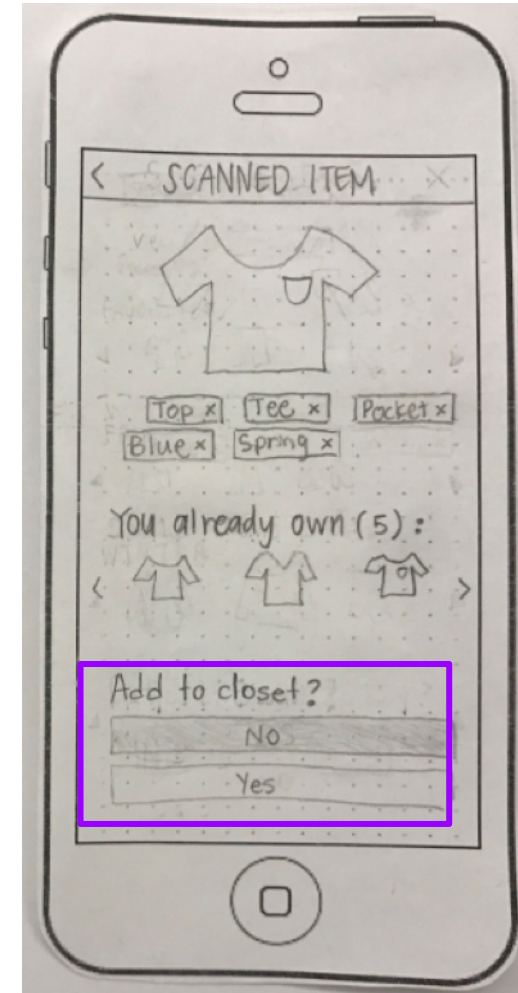 < SCANNED ITEM X
Top x Tee x Pocket x
Blue x Spring x
You already own (5) :
< >
Add to closet?
No
Yes